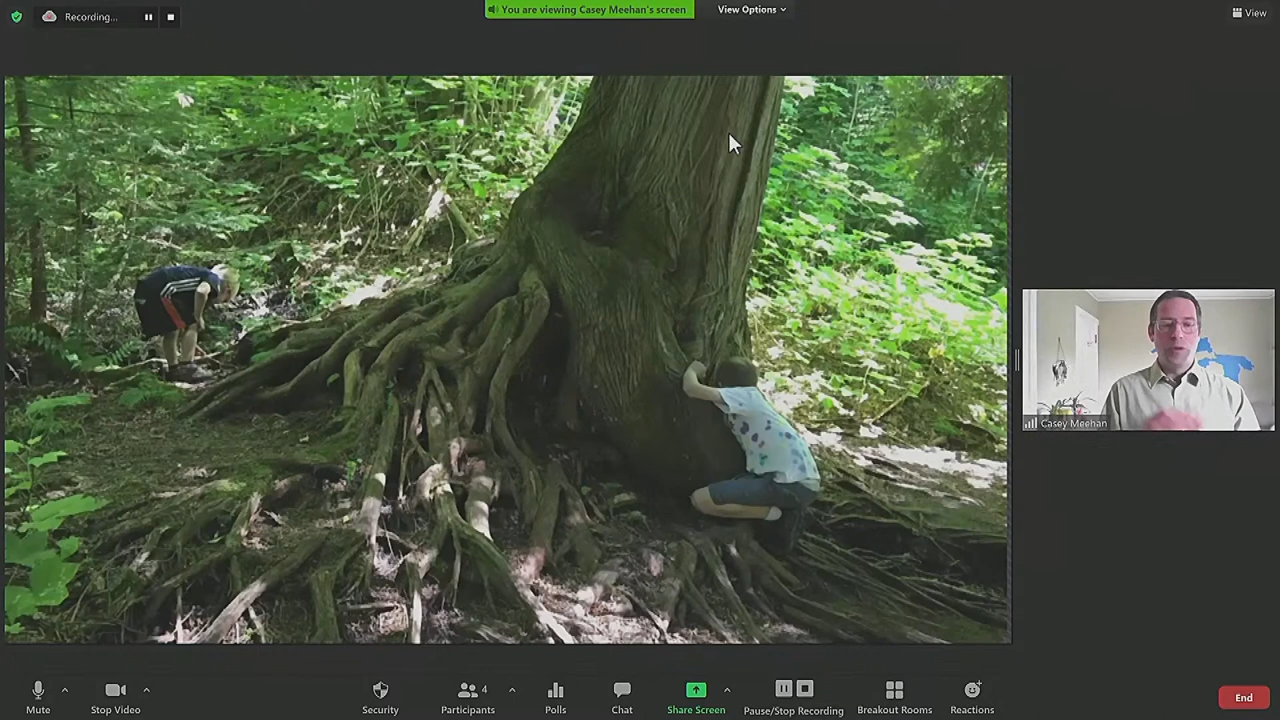 Recording...
You are viewing Casey Meehan's screen
View Options
View
Casey Meehan
Mute
Stop Video
Security
Participants
4
Polls
Chat
Share Screen
Pause/Stop Recording
Breakout Rooms
Reactions
End